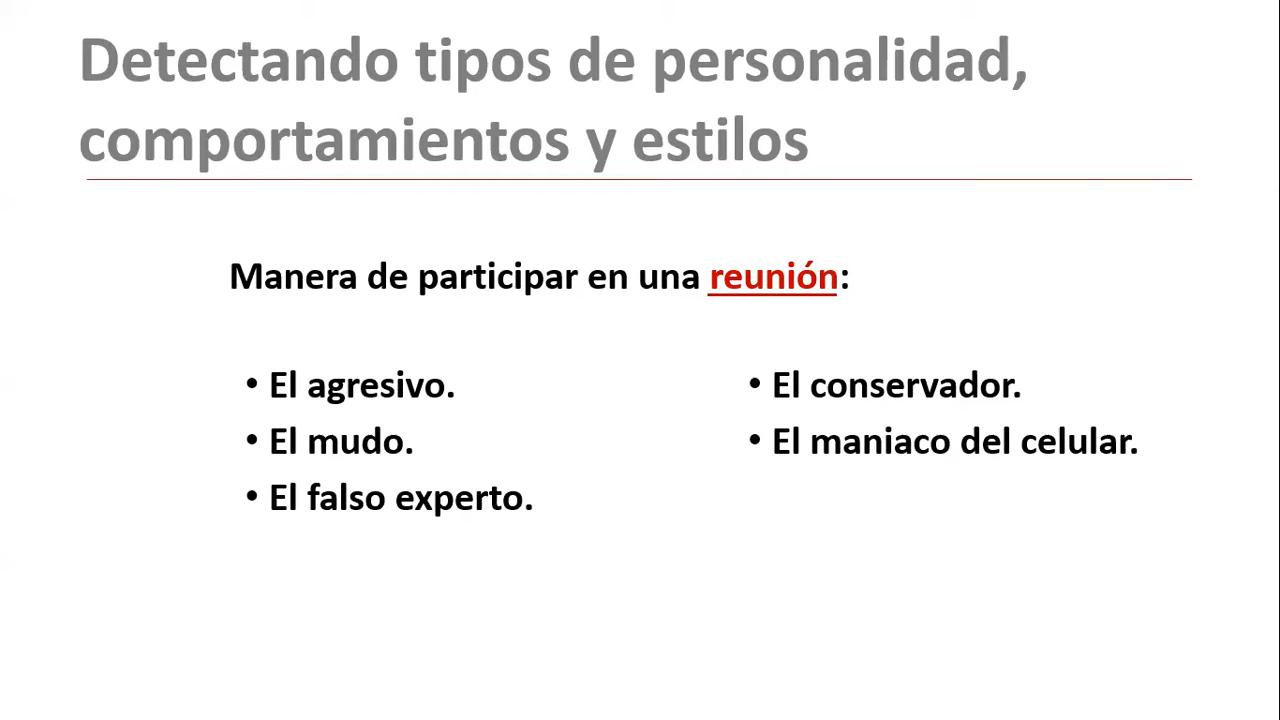 Detectando tipos de personalidad,
comportamientos y estilos
Manera de participar en una reunión:
• El agresivo.
• El mudo.
• El falso experto.
• El conservador.
• El maniaco del celular.